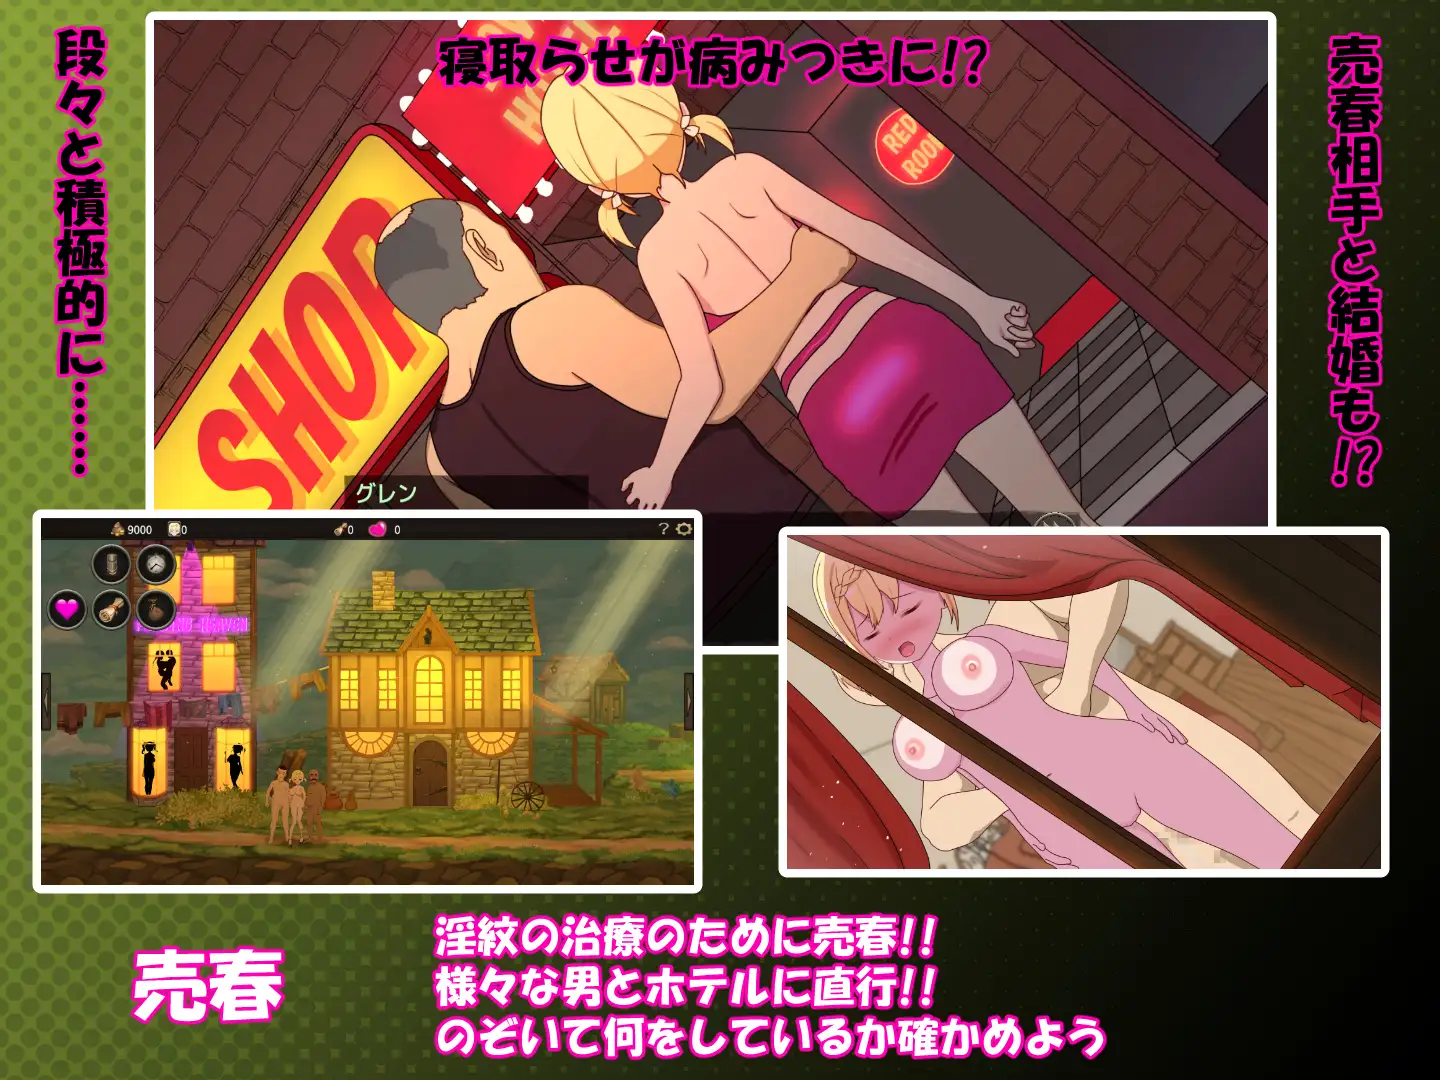 段々と積極的に……
寝取らせが病みつきに!?
売春相手と結婚も!?
SHOP
RED
ROOM
グレン
9000
0
0
0
?
HEAVEN
売春
淫紋の治療のために売春!!
様々な男とホテルに直行!!
のぞいて何をしているか確かめよう